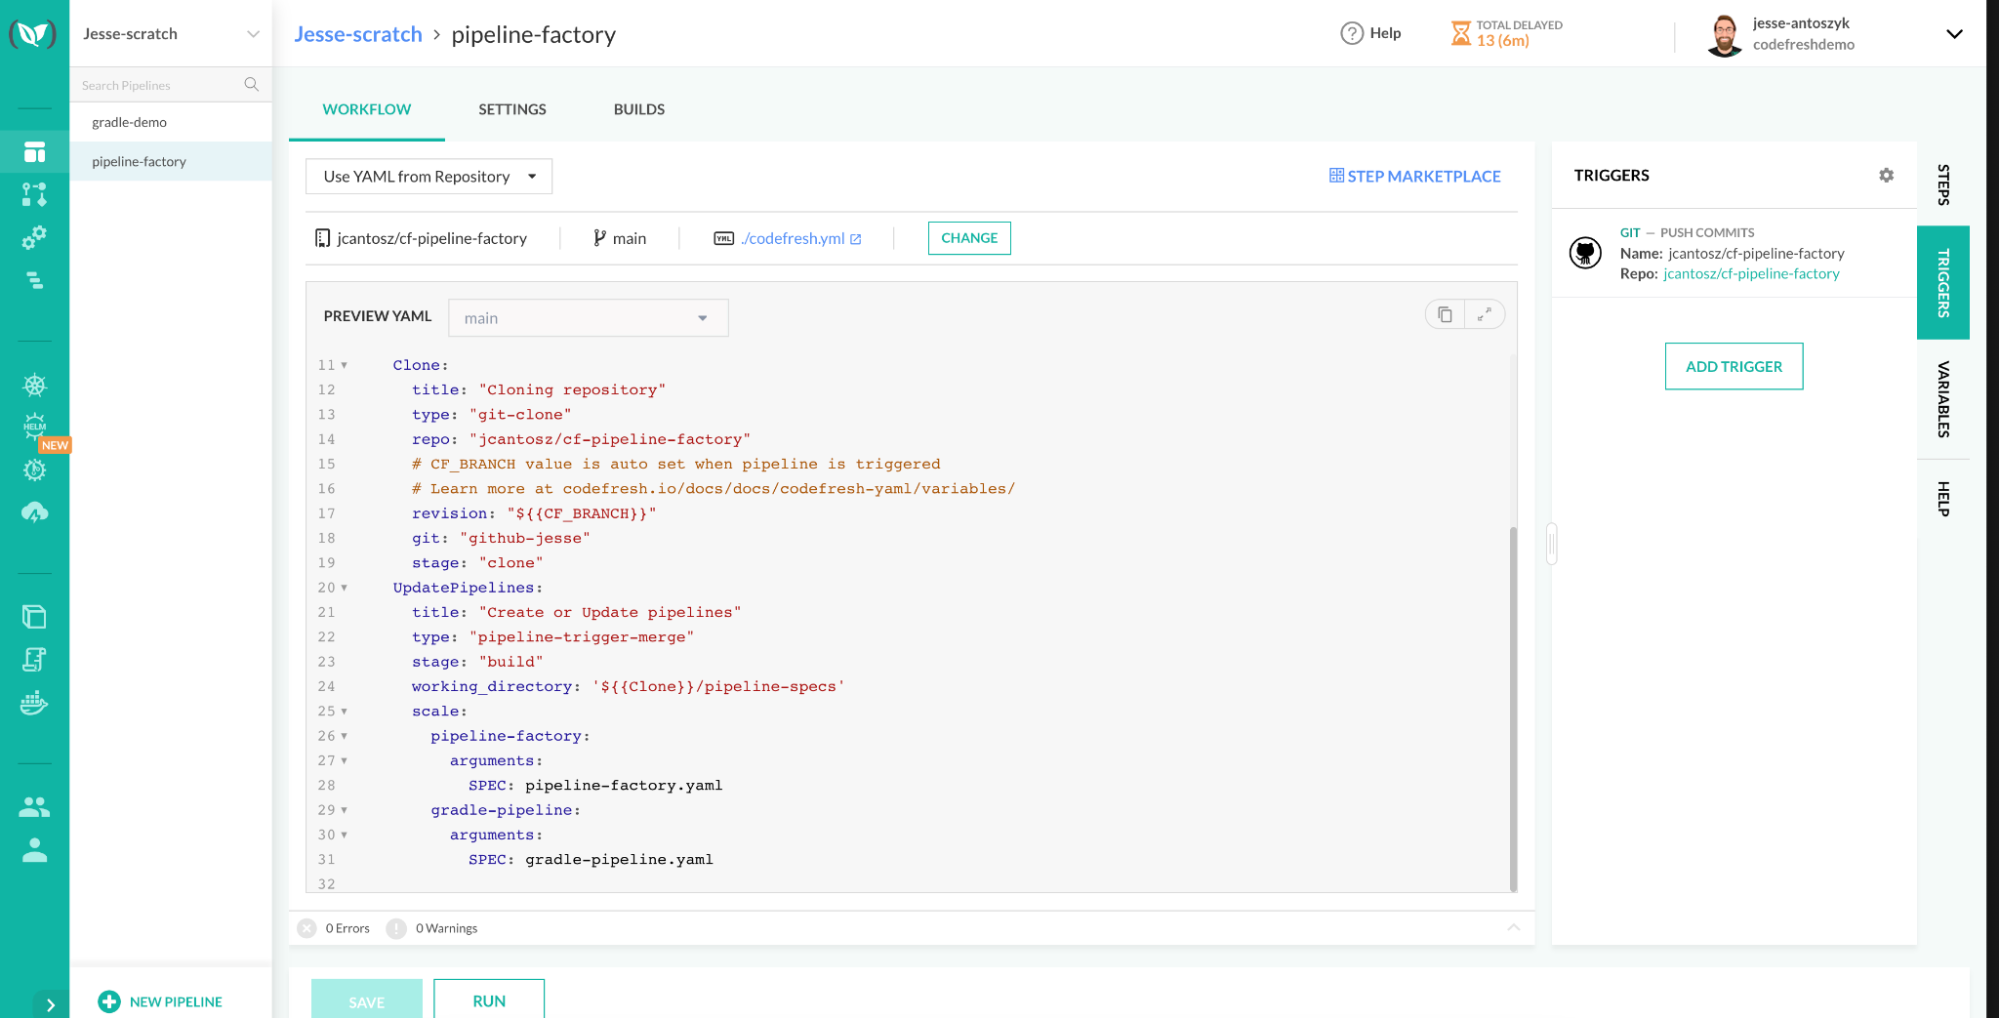 Jesse-scratch
Search Pipelines
gradle-demo
pipeline-factory
NEW PIPELINE
HELM
NEW
Jesse-scratch > pipeline-factory
? Help
TOTAL DELAYED
13 (6m)
jesse-antoszyk
codefreshdemo
WORKFLOW
SETTINGS
BUILDS
Use YAML from Repository
STEP MARKETPLACE
jcantosz/cf-pipeline-factory
main
YML ./codefresh.yml
CHANGE
PREVIEW YAML
main
11 Clone:
12 title: "Cloning repository"
13 type: "git-clone"
14 repo: "jcantosz/cf-pipeline-factory"
15 # CF_BRANCH value is auto set when pipeline is triggered
16 # Learn more at codefresh.io/docs/docs/codefresh-yaml/variables/
17 revision: "${{CF_BRANCH}}"
18 git: "github-jesse"
19 stage: "clone"
20 UpdatePipelines:
21 title: "Create or Update pipelines"
22 type: "pipeline-trigger-merge"
23 stage: "build"
24 working_directory: '${{Clone}}/pipeline-specs'
25 scale:
26 pipeline-factory:
27 arguments:
28 SPEC: pipeline-factory.yaml
29 gradle-pipeline:
30 arguments:
31 SPEC: gradle-pipeline.yaml
32
0 Errors
0 Warnings
SAVE
RUN
TRIGGERS
GIT — PUSH COMMITS
Name: jcantosz/cf-pipeline-factory
Repo: jcantosz/cf-pipeline-factory
ADD TRIGGER
STEPS
TRIGGERS
VARIABLES
HELP